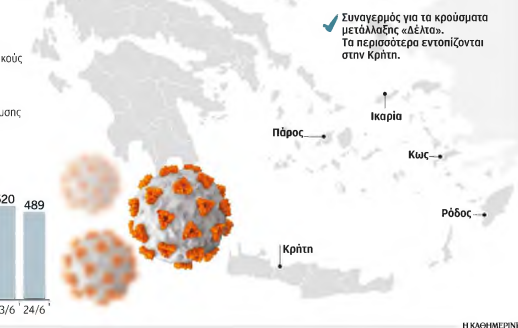 Συναγερμός για τα κρούσματα
μετάλλαξης «Δέλτα».
Τα περισσότερα εντοπίζονται
στην Κρήτη.
Ικαρία
Πάρος
Κως
Ρόδος
Κρήτη
489
24/6
Η ΚΑΘΗΜΕΡΙΝΗ